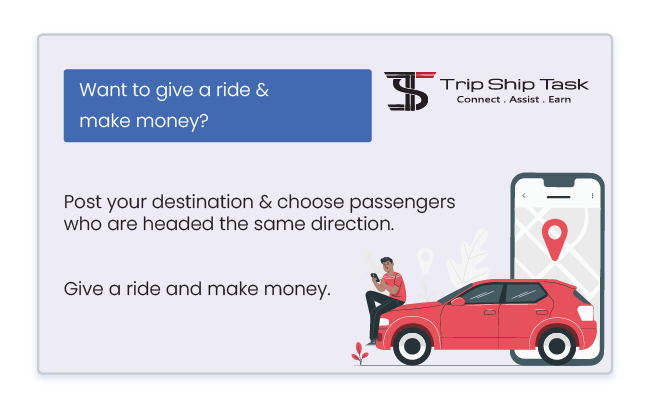 Want to give a ride &
make money?
Trip Ship Task
Connect . Assist . Earn
Post your destination & choose passengers
who are headed the same direction.
Give a ride and make money.